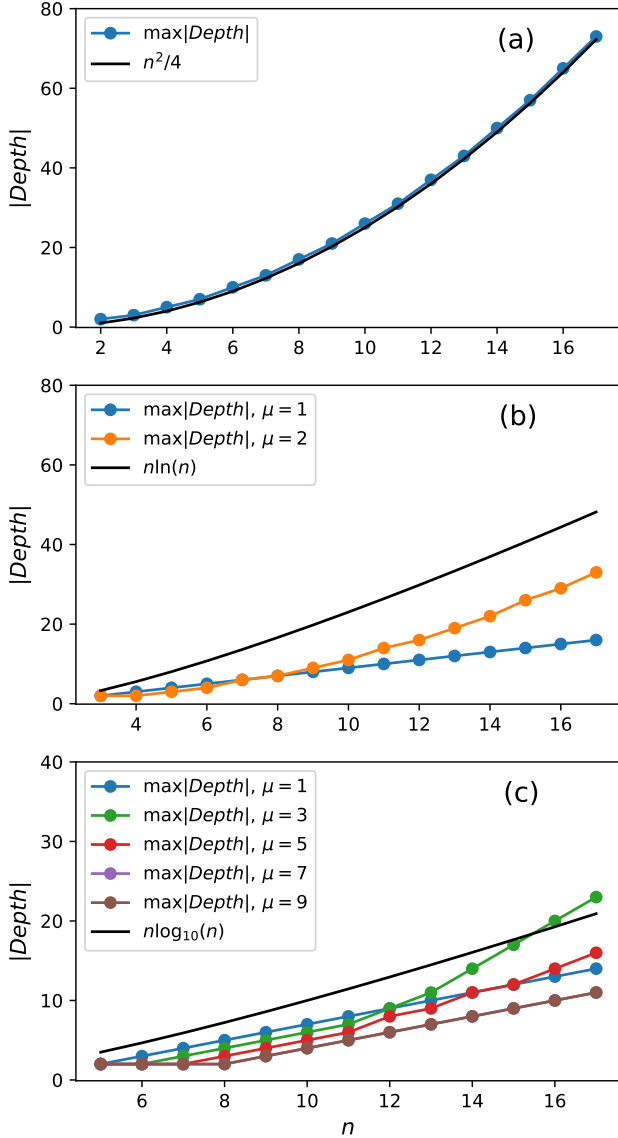 80
60
40
20
0
|Depth|
max|Depth|
n²/4
(a)
2 4 6 8 10 12 14 16
80
60
40
20
0
|Depth|
max|Depth|, μ = 1
max|Depth|, μ = 2
nln(n)
(b)
4 6 8 10 12 14 16
40
30
20
10
0
|Depth|
max|Depth|, μ = 1
max|Depth|, μ = 3
max|Depth|, μ = 5
max|Depth|, μ = 7
max|Depth|, μ = 9
nlog₁₀(n)
(c)
6 8 10 12 14 16
n